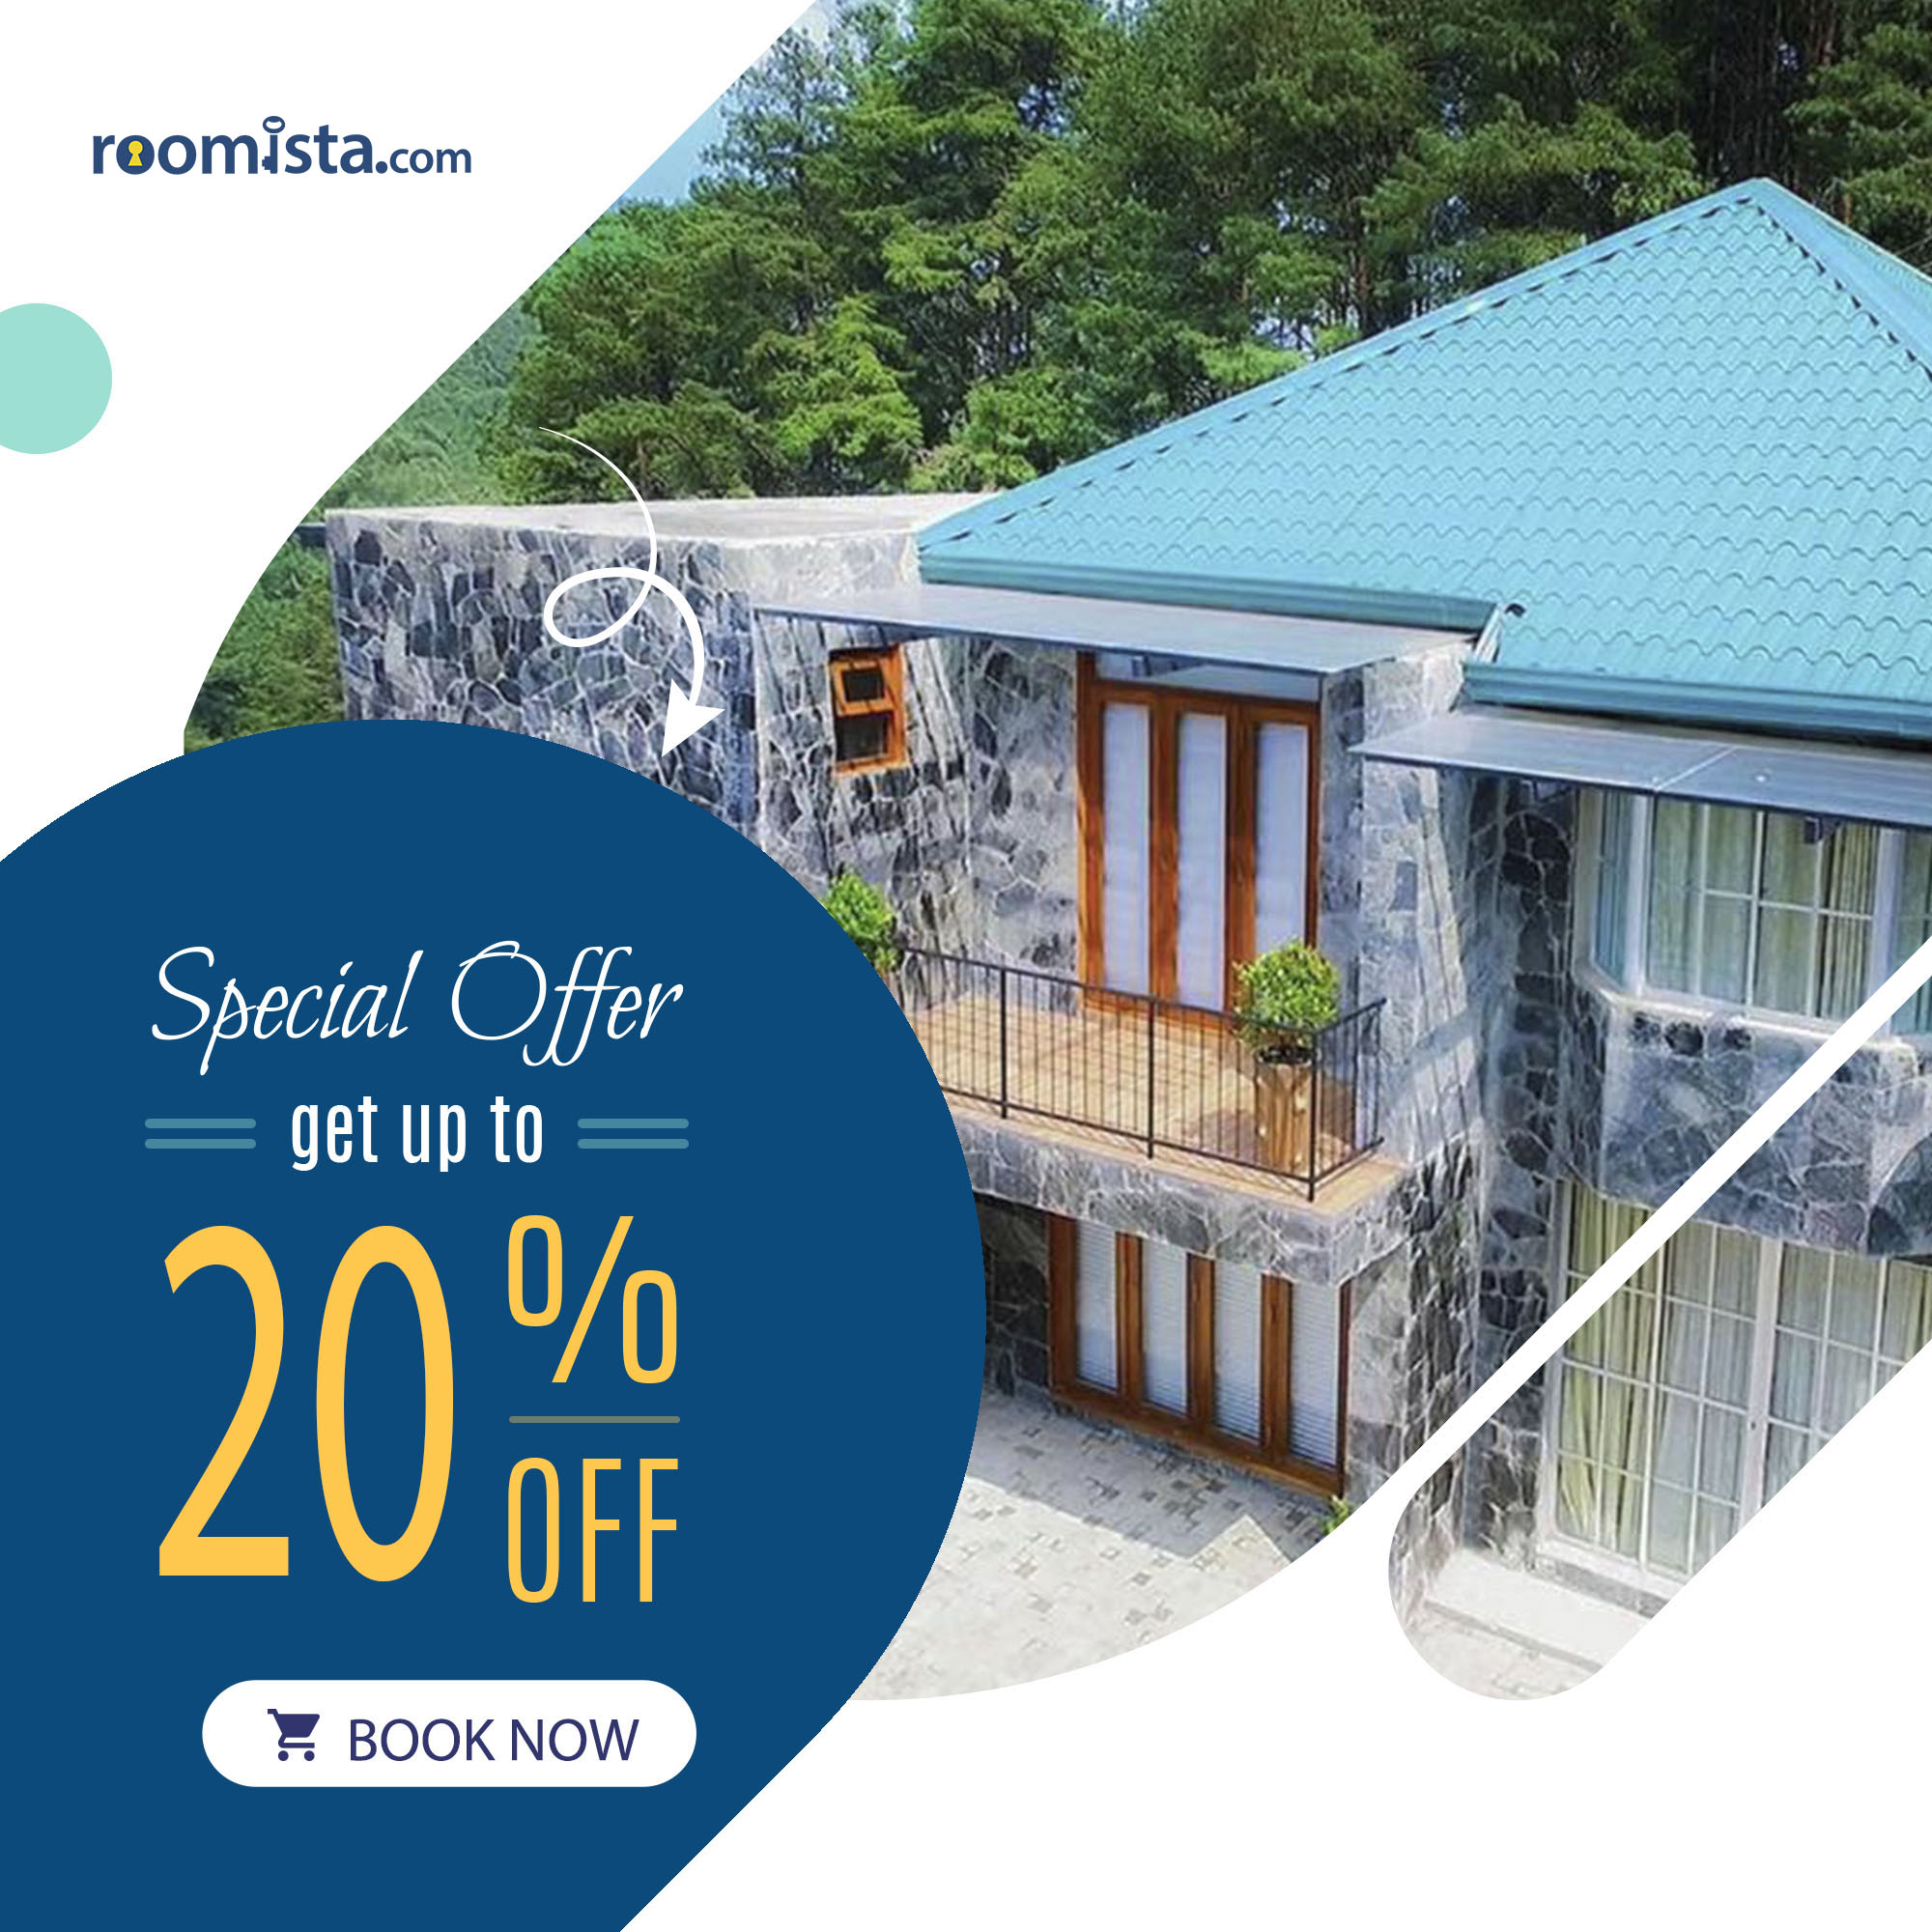 roomista.com
Special Offer
get up to
20%
OFF
BOOK NOW